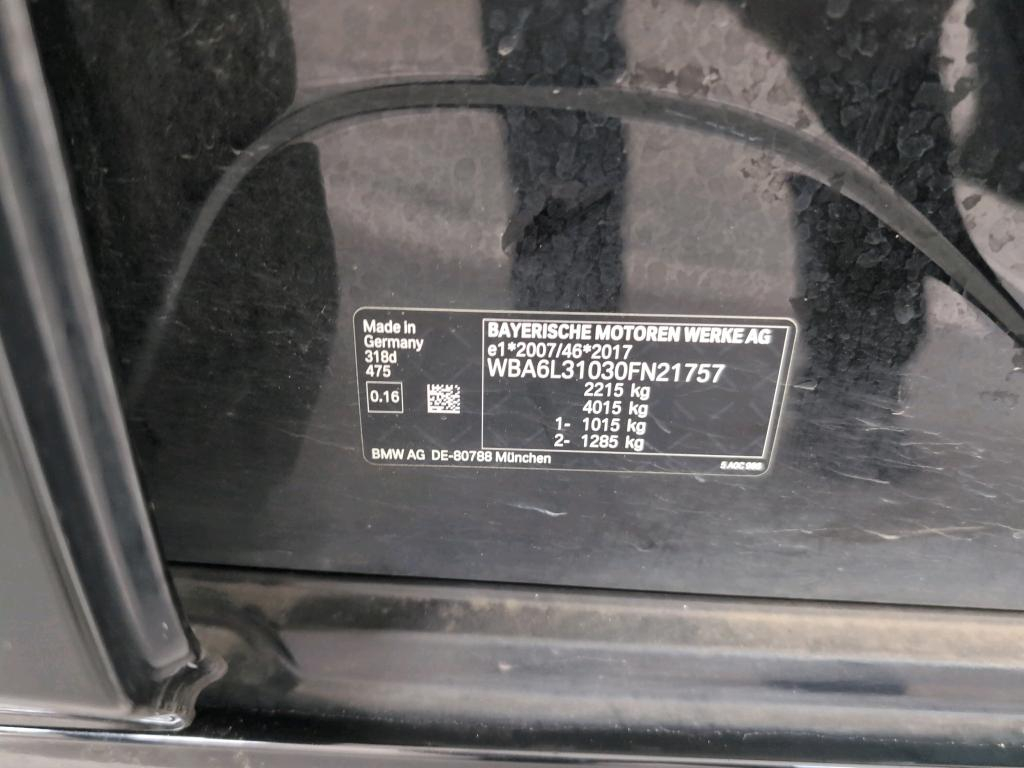 Made in
Germany
318d
475
0.16
BMW AG DE-80788 München
BAYERISCHE MOTOREN WERKE AG
e1*2007/46*2017
WBA6L31030FN21757
2215 kg
4015 kg
1- 1015 kg
2- 1285 kg